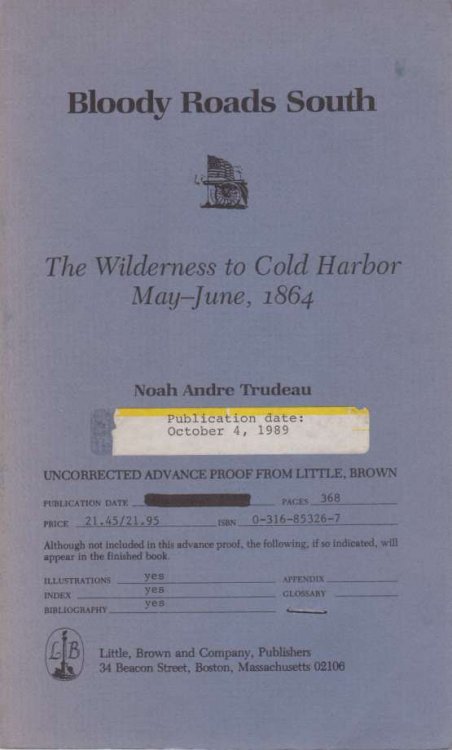 Bloody Roads South
The Wilderness to Cold Harbor
May–June, 1864
Noah Andre Trudeau
Publication date:
October 4, 1989
UNCORRECTED ADVANCE PROOF FROM LITTLE, BROWN
PUBLICATION DATE PAGES 368
PRICE 21.45/21.95 ISBN 0-316-85326-7
Although not included in this advance proof, the following, if so indicated, will
appear in the finished book.
ILLUSTRATIONS yes APPENDIX
INDEX yes GLOSSARY
BIBLIOGRAPHY yes
L B
Little, Brown and Company, Publishers
34 Beacon Street, Boston, Massachusetts 02106